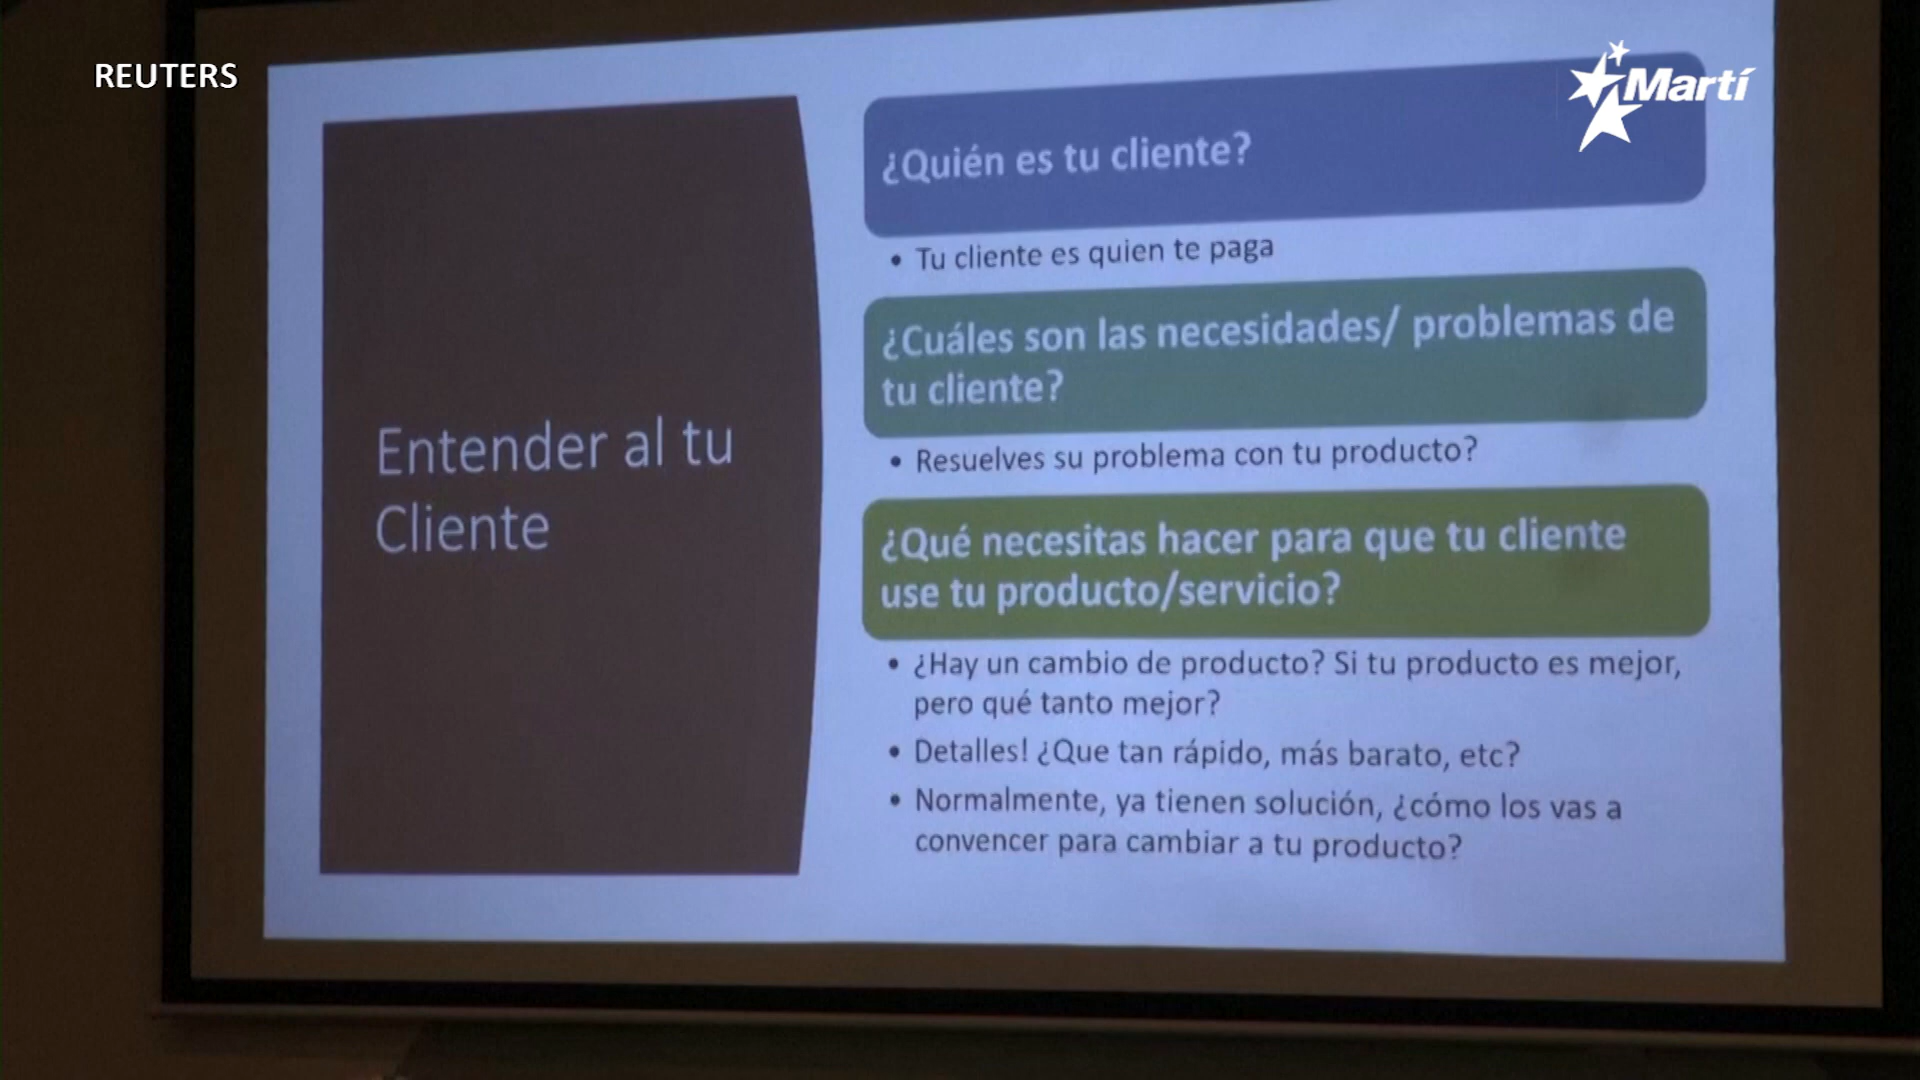 REUTERS
Martí
Entender al tu
Cliente
¿Quién es tu cliente?
• Tu cliente es quien te paga
¿Cuáles son las necesidades/ problemas de
tu cliente?
• Resuelves su problema con tu producto?
¿Qué necesitas hacer para que tu cliente
use tu producto/servicio?
• ¿Hay un cambio de producto? Si tu producto es mejor,
pero qué tanto mejor?
• Detalles! ¿Que tan rápido, más barato, etc?
• Normalmente, ya tienen solución, ¿cómo los vas a
convencer para cambiar a tu producto?